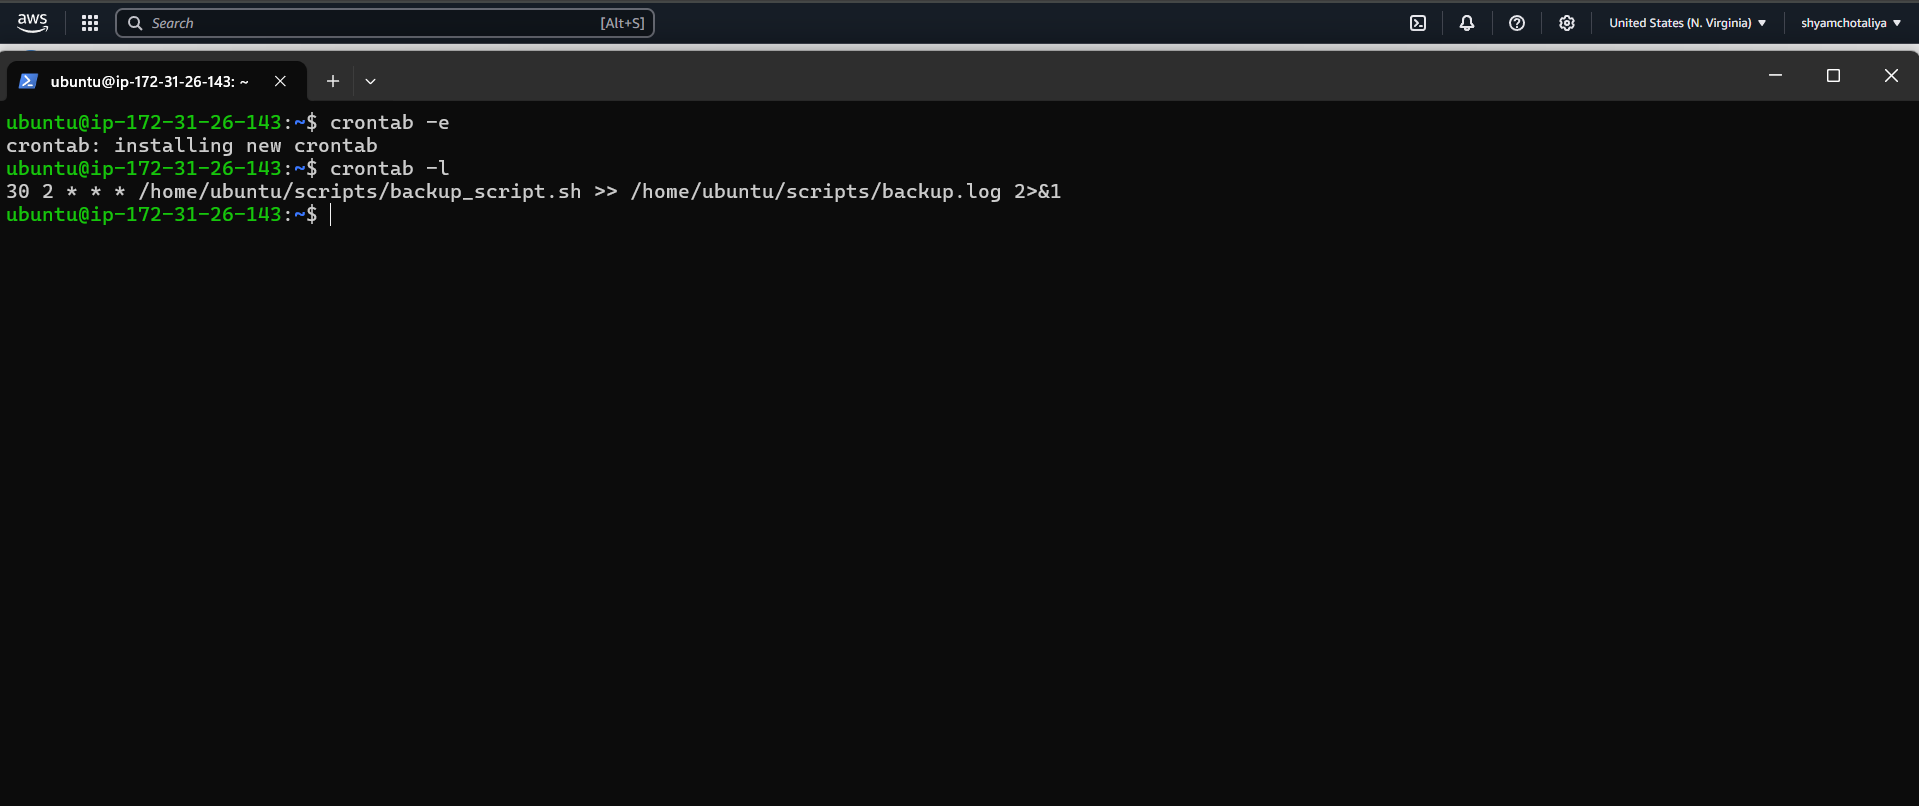 aws
Search [Alt+S]
United States (N. Virginia)
shyamchotaliya
ubuntu@ip-172-31-26-143: ~
ubuntu@ip-172-31-26-143:~$ crontab -e
crontab: installing new crontab
ubuntu@ip-172-31-26-143:~$ crontab -l
30 2 * * * /home/ubuntu/scripts/backup_script.sh >> /home/ubuntu/scripts/backup.log 2>&1
ubuntu@ip-172-31-26-143:~$